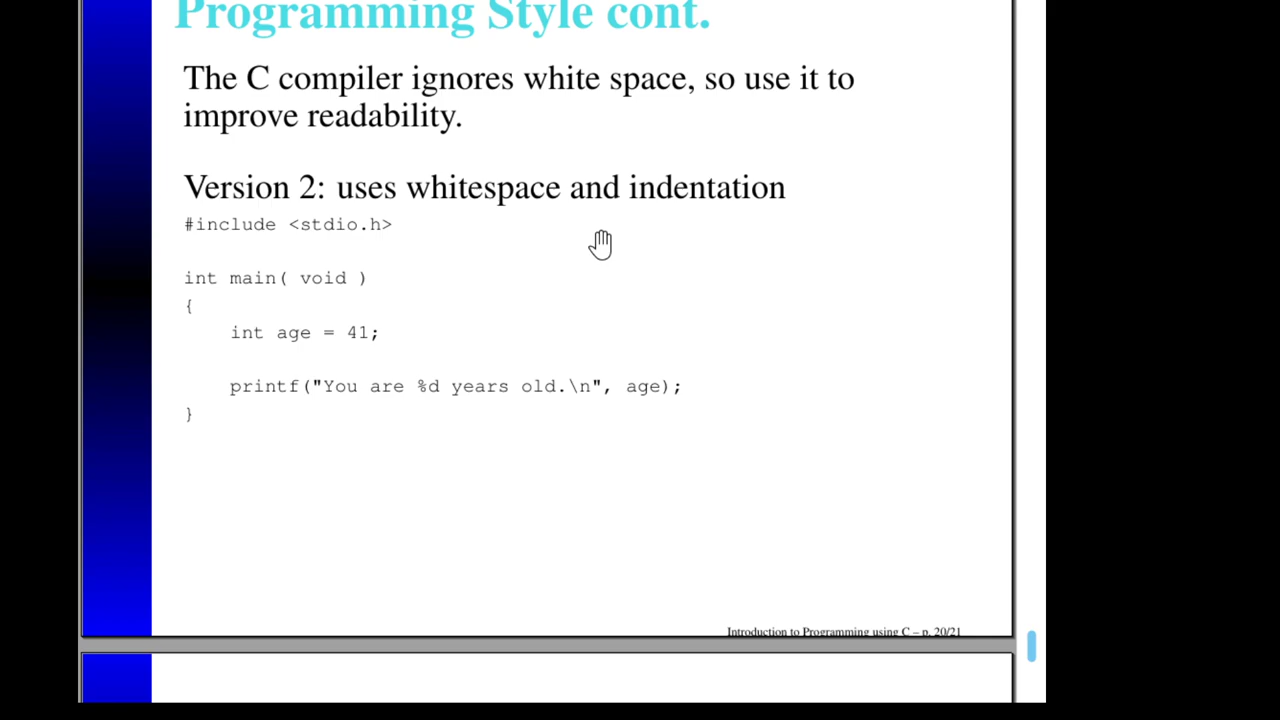 Programming Style cont.
The C compiler ignores white space, so use it to
improve readability.
Version 2: uses whitespace and indentation
#include <stdio.h>
int main( void )
{
    int age = 41;
    printf("You are %d years old.\n", age);
}
Introduction to Programming using C – p. 20/21